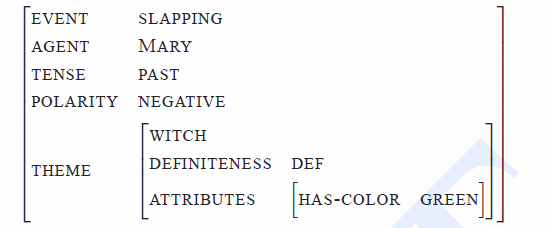 EVENT SLAPPING
AGENT MARY
TENSE PAST
POLARITY NEGATIVE
THEME
WITCH
DEFINITENESS DEF
ATTRIBUTES HAS-COLOR GREEN